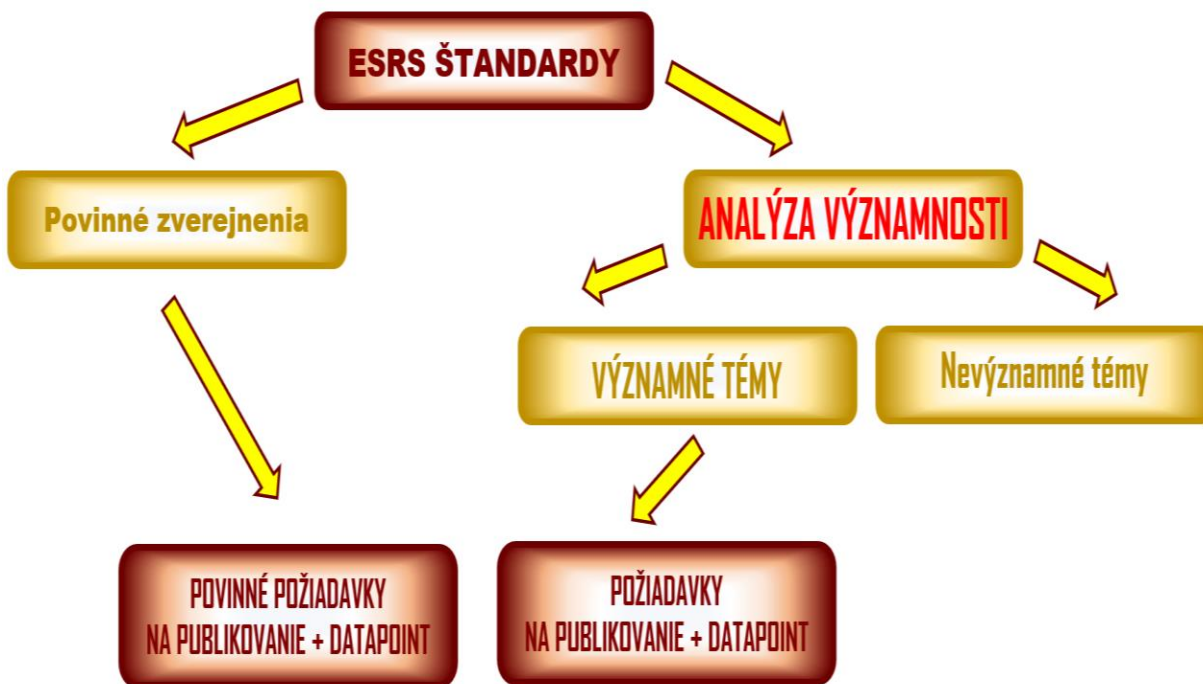 ESRS ŠTANDARDY
Povinné zverejnenia
ANALÝZA VÝZNAMNOSTI
VÝZNAMNÉ TÉMY
Nevýznamné témy
POVINNÉ POŽIADAVKY
NA PUBLIKOVANIE + DATAPOINT
POŽIADAVKY
NA PUBLIKOVANIE + DATAPOINT